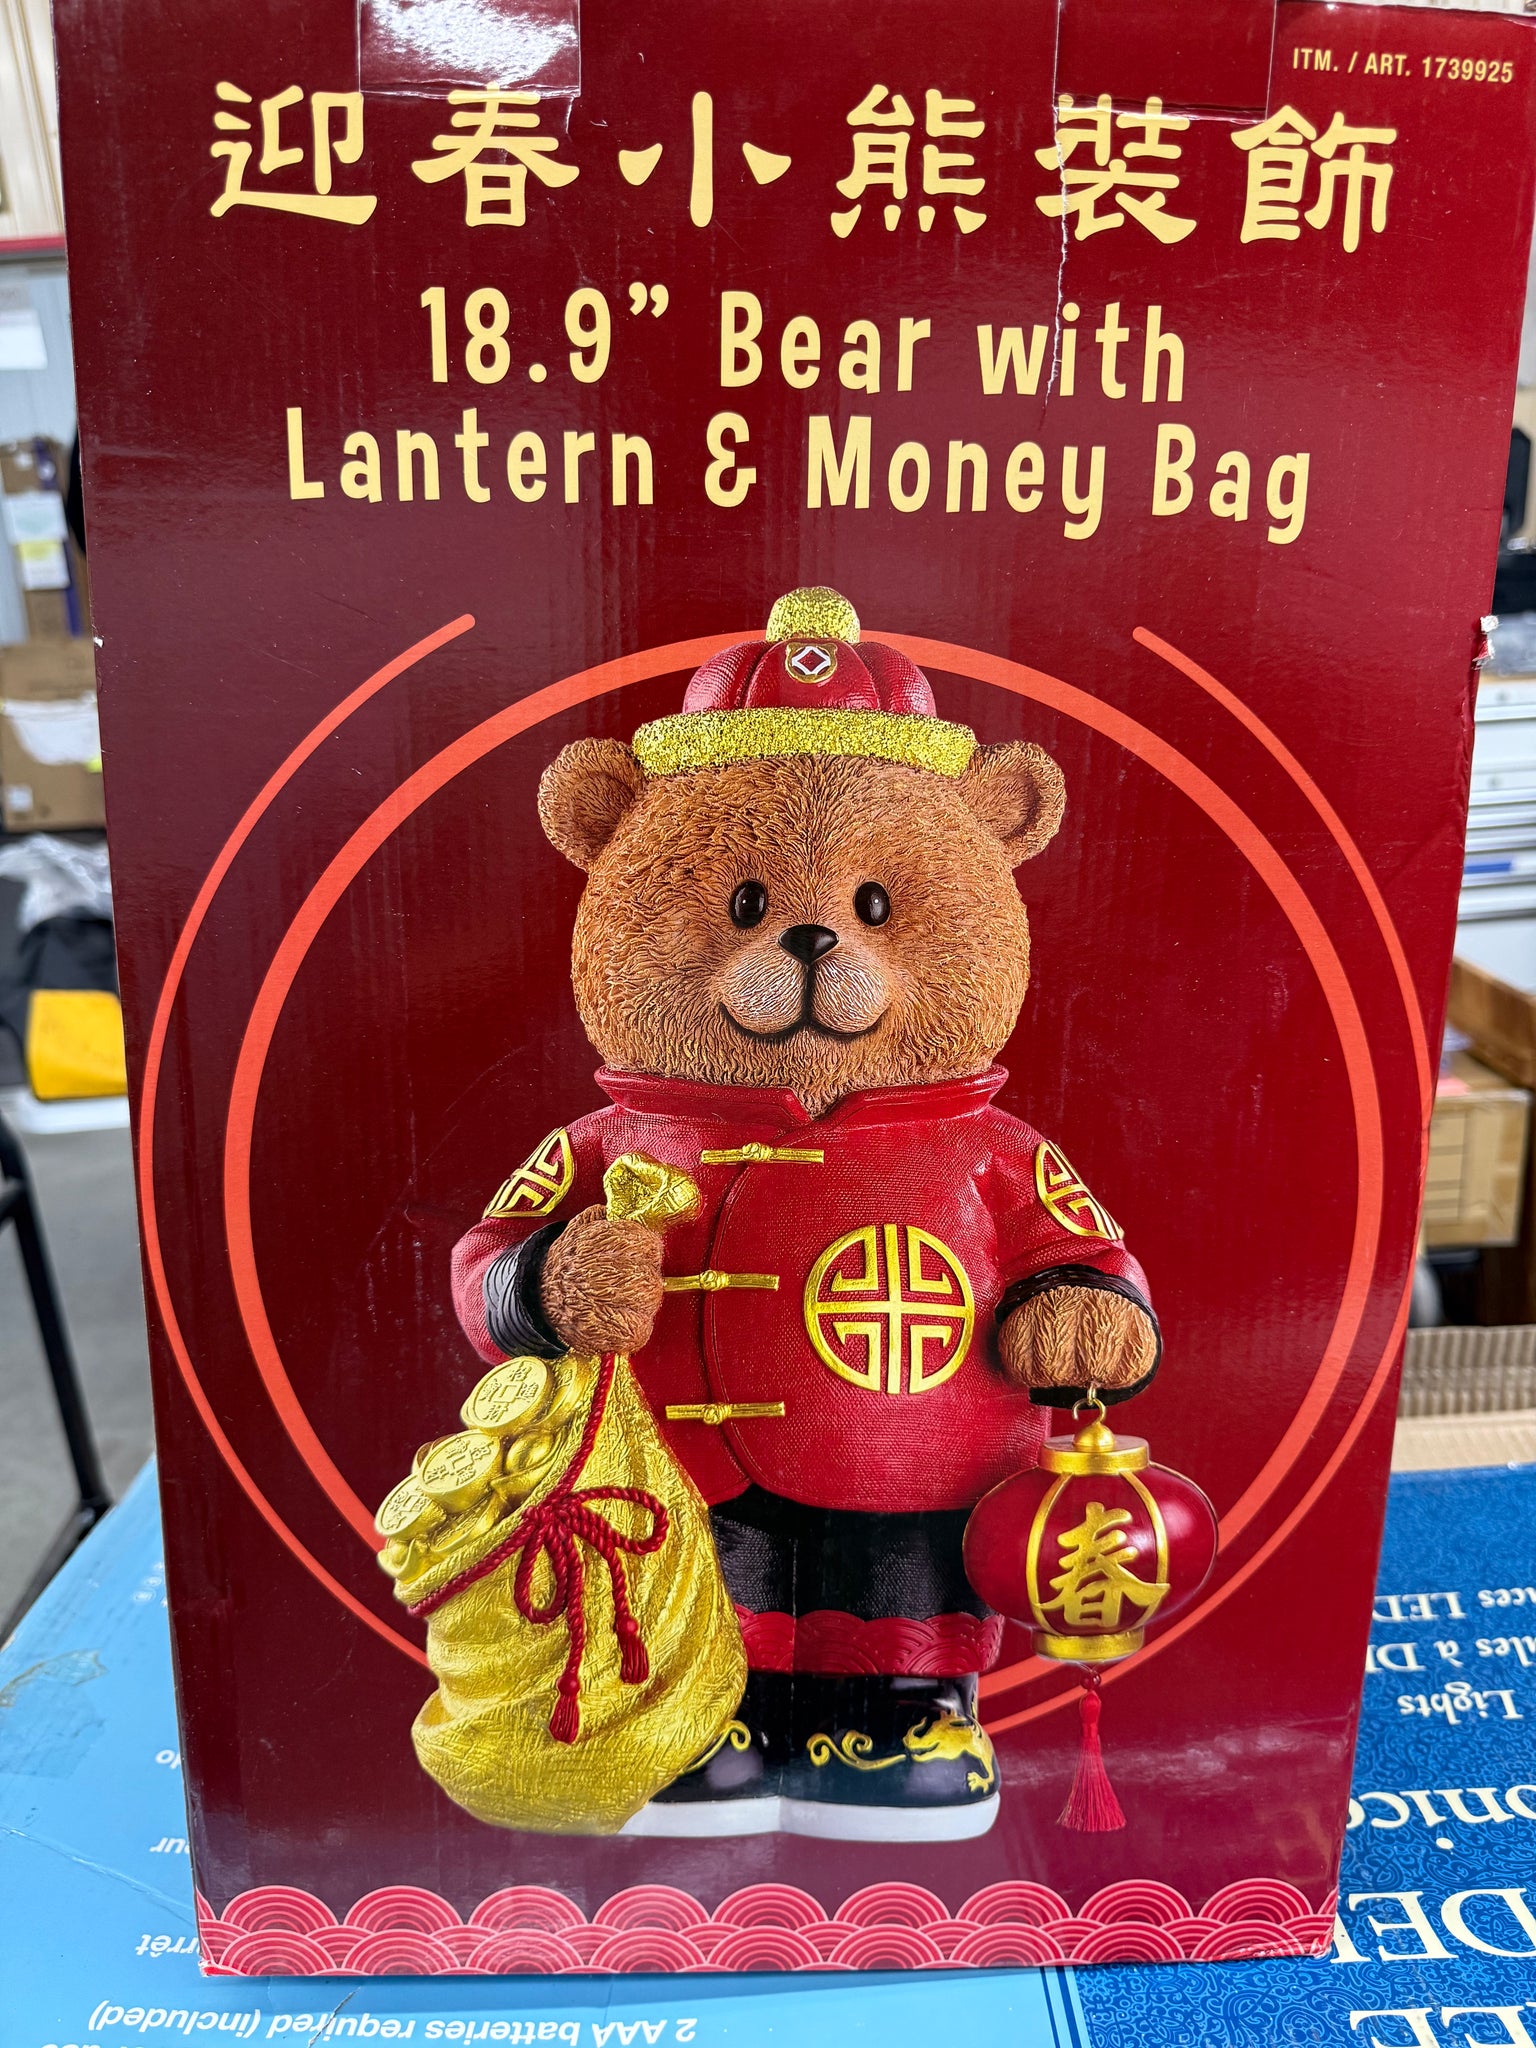 ITM. / ART. 1739925
迎春小熊裝飾
18.9” Bear with
Lantern & Money Bag
春
2 AAA batteries required (included)
Lights